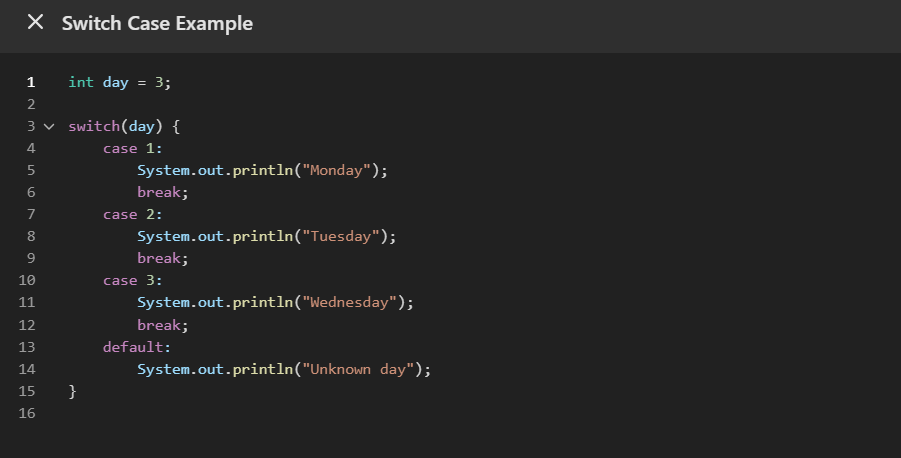 Switch Case Example
1 int day = 3;
2
3 switch(day) {
4 case 1:
5 System.out.println("Monday");
6 break;
7 case 2:
8 System.out.println("Tuesday");
9 break;
10 case 3:
11 System.out.println("Wednesday");
12 break;
13 default:
14 System.out.println("Unknown day");
15 }
16